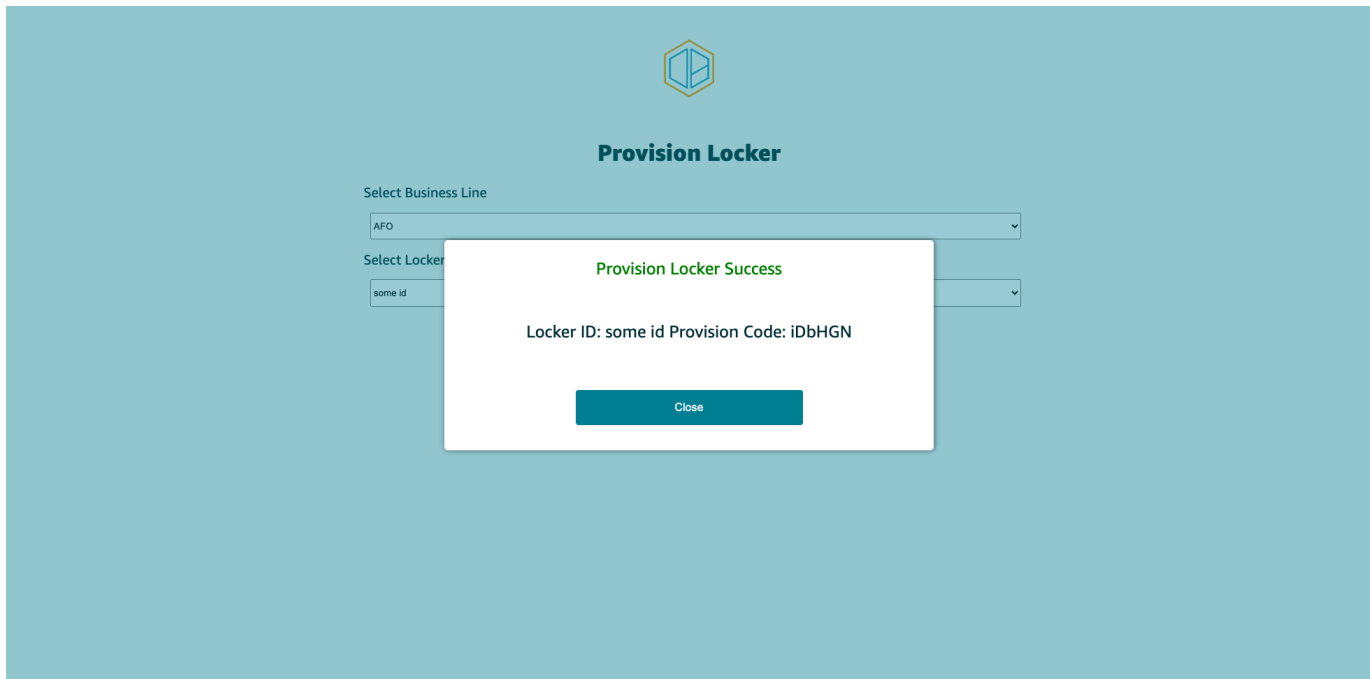 Provision Locker
Select Business Line
AFO
Select Locker
some id
Provision Locker Success
Locker ID: some id Provision Code: iDbHGN
Close